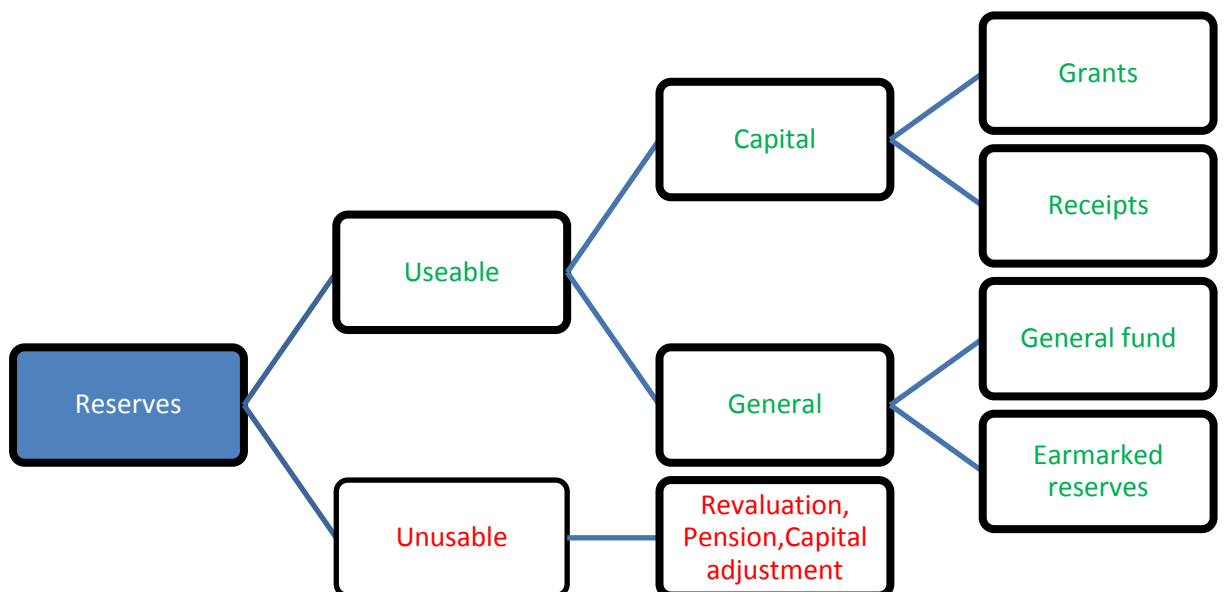 Reserves
Useable
Unusable
Capital
General
Revaluation,
Pension,Capital
adjustment
Grants
Receipts
General fund
Earmarked
reserves